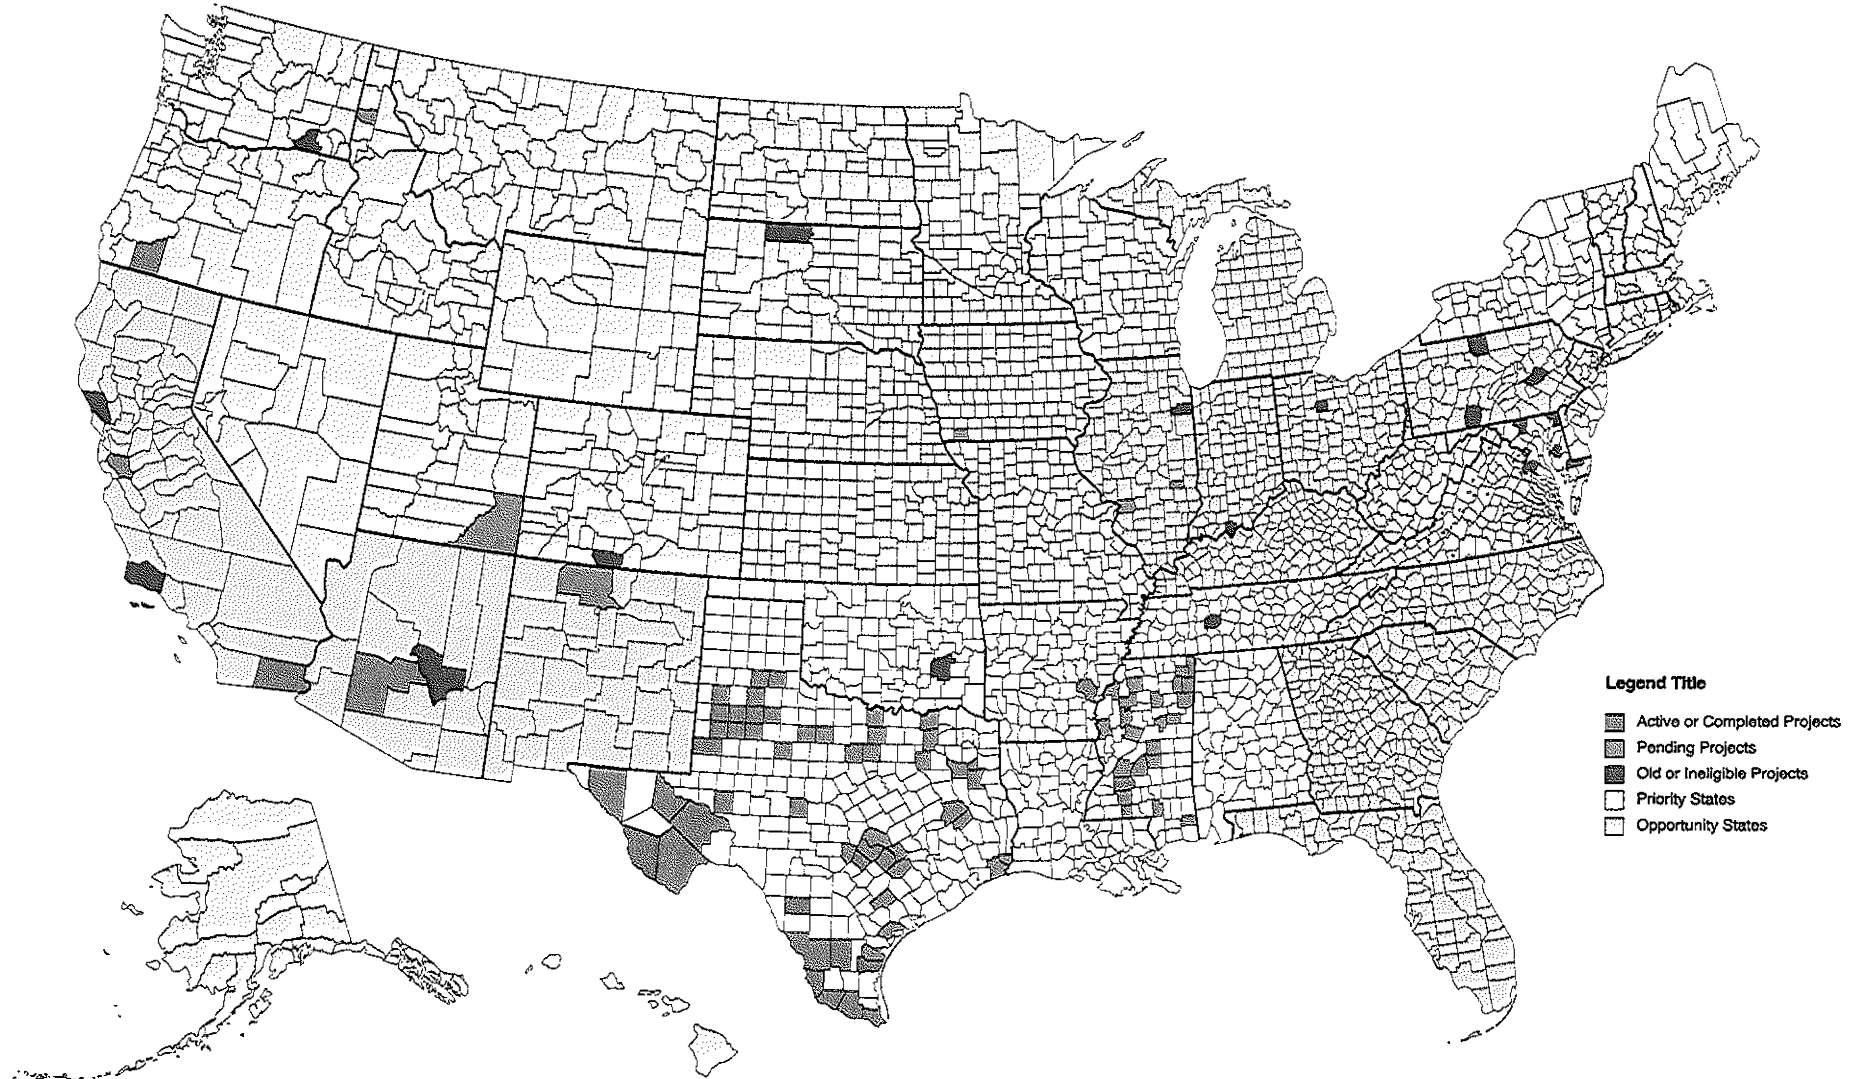 Legend Title
Active or Completed Projects
Pending Projects
Old or Ineligible Projects
Priority States
Opportunity States